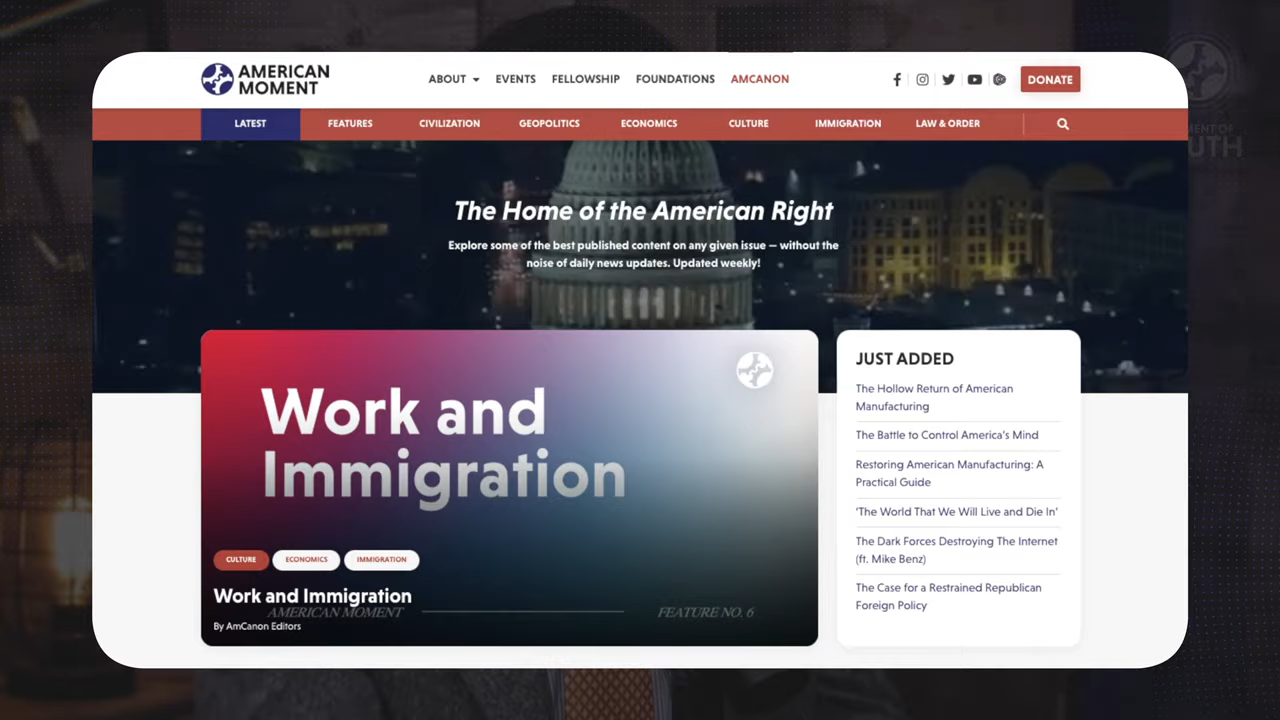 AMERICAN
MOMENT
ABOUT EVENTS FELLOWSHIP FOUNDATIONS AMCANON
DONATE
LATEST FEATURES CIVILIZATION GEOPOLITICS ECONOMICS CULTURE IMMIGRATION LAW & ORDER
The Home of the American Right
Explore some of the best published content on any given issue — without the
noise of daily news updates. Updated weekly!
Work and
Immigration
CULTURE ECONOMICS IMMIGRATION
Work and Immigration
AMERICAN MOMENT FEATURE NO. 6
By AmCanon Editors
JUST ADDED
The Hollow Return of American
Manufacturing
The Battle to Control America's Mind
Restoring American Manufacturing: A
Practical Guide
'The World That We Will Live and Die In'
The Dark Forces Destroying The Internet
(ft. Mike Benz)
The Case for a Restrained Republican
Foreign Policy